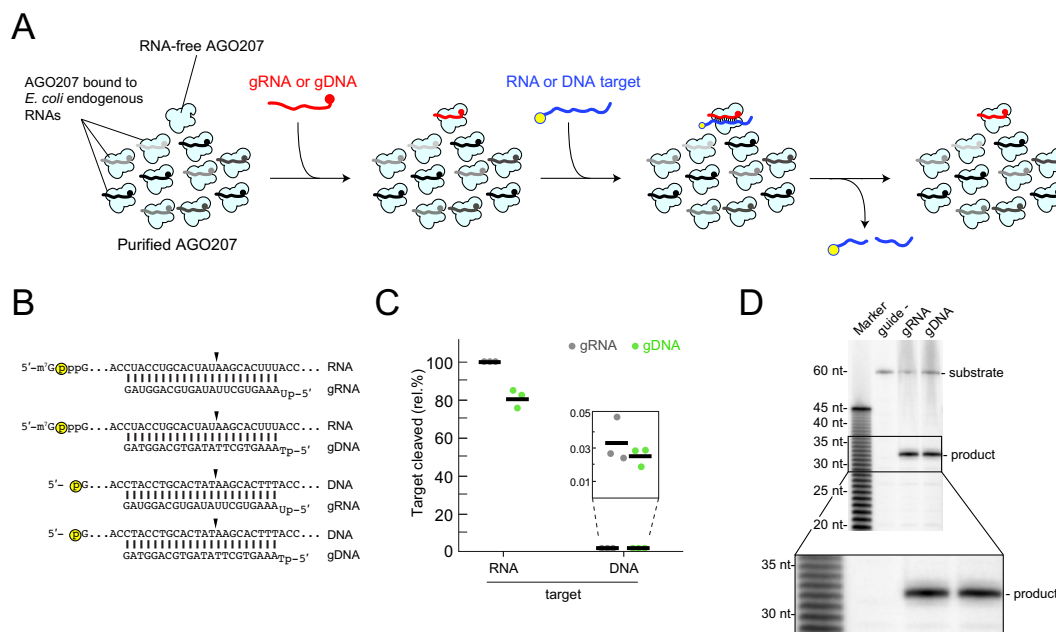 A
RNA-free AGO207
AGO207 bound to
E. coli endogenous
RNAs
gRNA or gDNA
RNA or DNA target
Purified AGO207
B
5′–m⁷GpppG...ACCUACCUGCACUAUAAGCACUUUACC... RNA
GAUGGACGUGAUAUUCGUGAAAUp–5′ gRNA
5′–m⁷GpppG...ACCUACCUGCACUAUAAGCACUUUACC... RNA
GATGGACGTGATATTCGTGAAATp–5′ gDNA
5′– pG...ACCTACCTGCACTATAAGCACTTTACC... DNA
GAUGGACGUGAUAUUCGUGAAAUp–5′ gRNA
5′– pG...ACCTACCTGCACTATAAGCACTTTACC... DNA
GATGGACGTGATATTCGTGAAATp–5′ gDNA
C
gRNA gDNA
Target cleaved (rel.%)
100
80
60
40
20
0
0.05
0.03
0.01
RNA DNA
target
D
Marker
guide -
gRNA
gDNA
60 nt-
- substrate
45 nt-
35 nt-
- product
30 nt-
25 nt-
20 nt-
35 nt-
- product
30 nt-